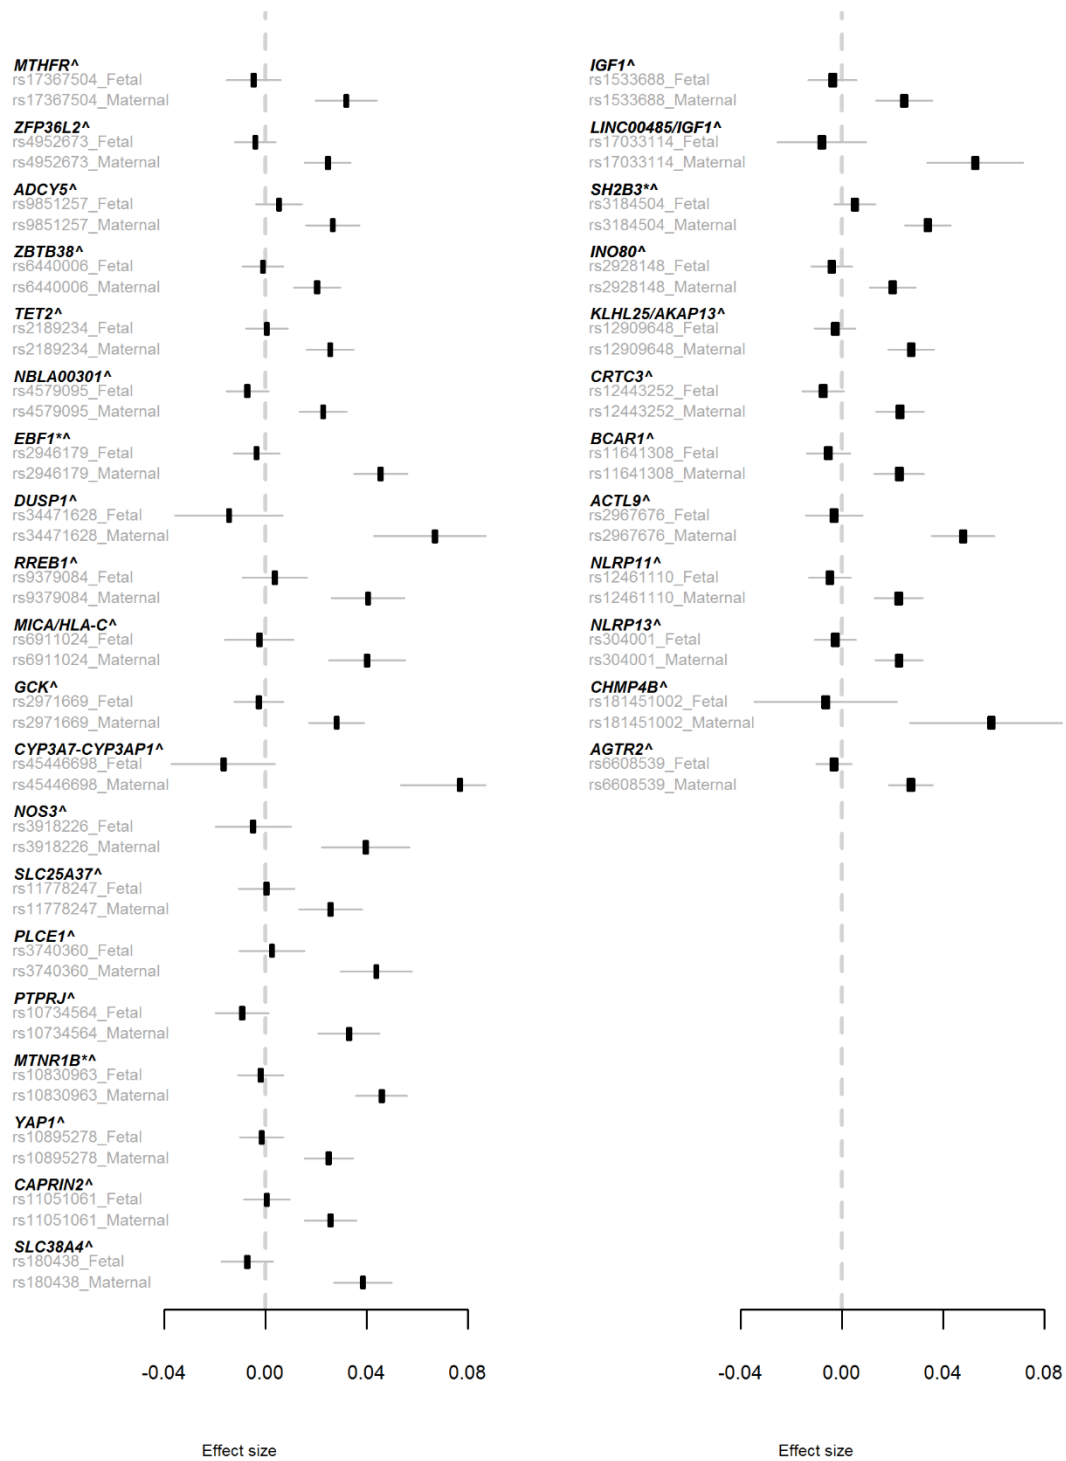 MTHFR^
rs17367504_Fetal
rs17367504_Maternal
ZFP36L2^
rs4952673_Fetal
rs4952673_Maternal
ADCY5^
rs9851257_Fetal
rs9851257_Maternal
ZBTB38^
rs6440006_Fetal
rs6440006_Maternal
TET2^
rs2189234_Fetal
rs2189234_Maternal
NBLA00301^
rs4579095_Fetal
rs4579095_Maternal
EBF1*^
rs2946179_Fetal
rs2946179_Maternal
DUSP1^
rs34471628_Fetal
rs34471628_Maternal
RREB1^
rs9379084_Fetal
rs9379084_Maternal
MICA/HLA-C^
rs6911024_Fetal
rs6911024_Maternal
GCK^
rs2971669_Fetal
rs2971669_Maternal
CYP3A7-CYP3AP1^
rs45446698_Fetal
rs45446698_Maternal
NOS3^
rs3918226_Fetal
rs3918226_Maternal
SLC25A37^
rs11778247_Fetal
rs11778247_Maternal
PLCE1^
rs3740360_Fetal
rs3740360_Maternal
PTPRJ^
rs10734564_Fetal
rs10734564_Maternal
MTNR1B*^
rs10830963_Fetal
rs10830963_Maternal
YAP1^
rs10895278_Fetal
rs10895278_Maternal
CAPRIN2^
rs11051061_Fetal
rs11051061_Maternal
SLC38A4^
rs180438_Fetal
rs180438_Maternal
-0.04 0.00 0.04 0.08
Effect size
IGF1^
rs1533688_Fetal
rs1533688_Maternal
LINC00485/IGF1^
rs17033114_Fetal
rs17033114_Maternal
SH2B3*^
rs3184504_Fetal
rs3184504_Maternal
INO80^
rs2928148_Fetal
rs2928148_Maternal
KLHL25/AKAP13^
rs12909648_Fetal
rs12909648_Maternal
CRTC3^
rs12443252_Fetal
rs12443252_Maternal
BCAR1^
rs11641308_Fetal
rs11641308_Maternal
ACTL9^
rs2967676_Fetal
rs2967676_Maternal
NLRP11^
rs12461110_Fetal
rs12461110_Maternal
NLRP13^
rs304001_Fetal
rs304001_Maternal
CHMP4B^
rs181451002_Fetal
rs181451002_Maternal
AGTR2^
rs6608539_Fetal
rs6608539_Maternal
-0.04 0.00 0.04 0.08
Effect size